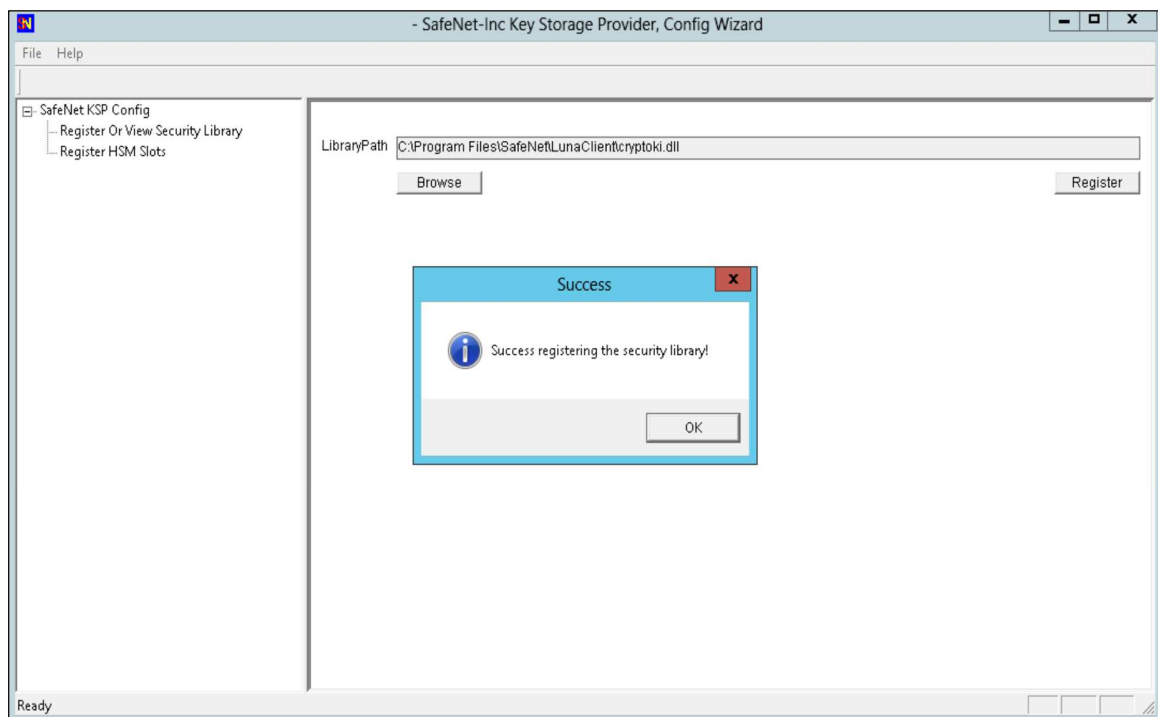 - SafeNet-Inc Key Storage Provider, Config Wizard
File Help
SafeNet KSP Config
Register Or View Security Library
Register HSM Slots
LibraryPath C:\Program Files\SafeNet\LunaClient\cryptoki.dll
Browse Register
Success
Success registering the security library!
OK
Ready